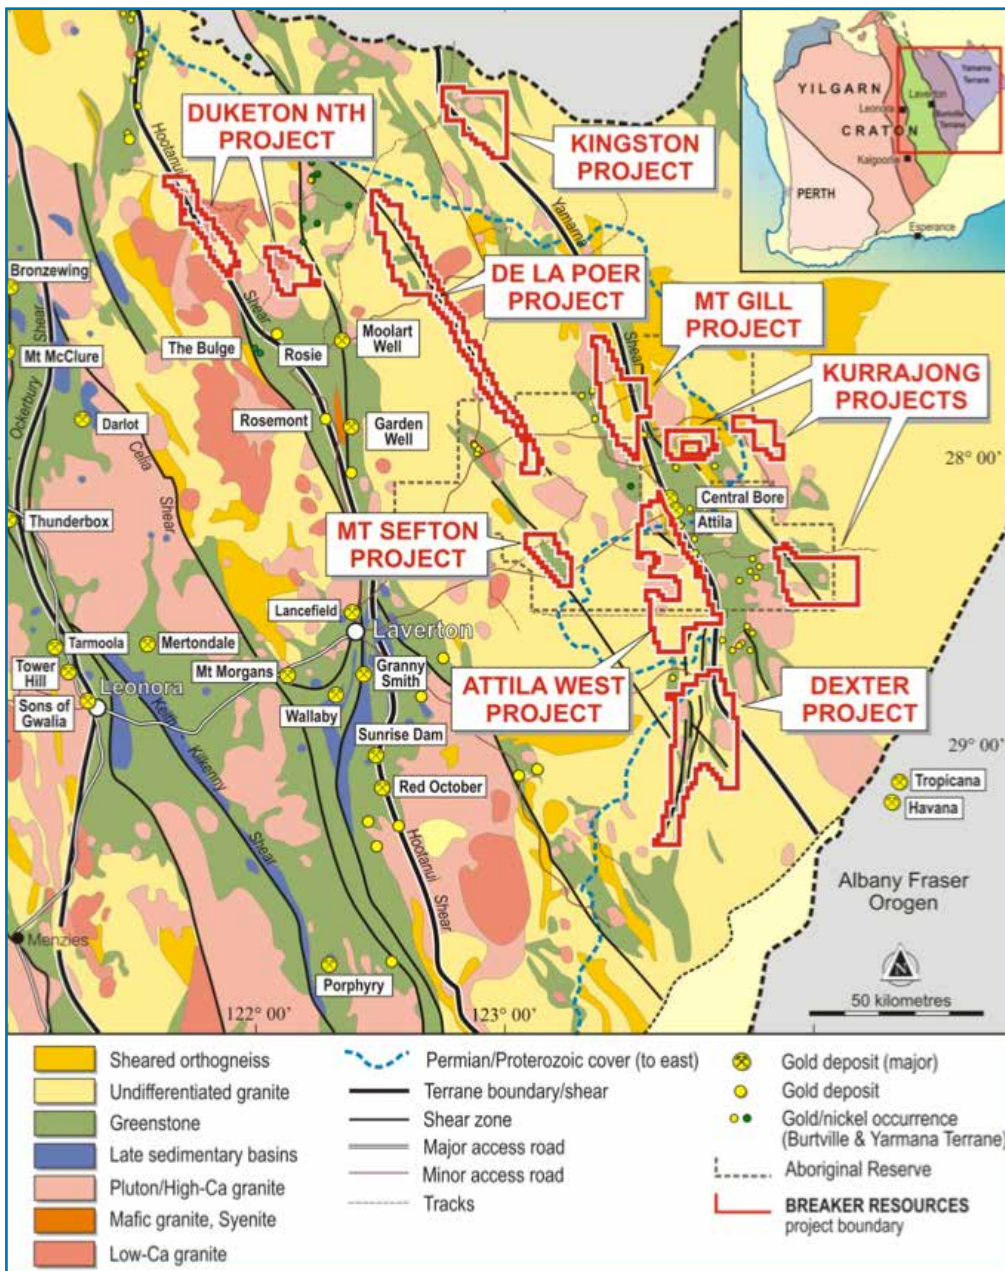 DUKETON NTH
PROJECT
KINGSTON
PROJECT
DE LA POER
PROJECT
MT GILL
PROJECT
KURRAJONG
PROJECTS
MT SEFTON
PROJECT
ATTILA WEST
PROJECT
DEXTER
PROJECT
YILGARN
CRATON
Yamarna
Terrane
Laverton
Leonora
Burtville
Terrane
Kalgoorlie
PERTH
Esperance
Hootanui
Shear
Yamarna
Shear
Bronzewing
Mt McClure
Ockerbury
Shear
Darlot
Celia
Shear
The Bulge
Rosie
Moolart
Well
Rosemont
Garden
Well
28° 00'
Central Bore
Attila
Thunderbox
Lancefield
Laverton
Tarmoola
Mertondale
Tower
Hill
Mt Morgans
Granny
Smith
Leonora
Sons of
Gwalia
Wallaby
Keith
Kilkenny
Shear
Sunrise Dam
Red October
29° 00'
Tropicana
Havana
Hootanui
Shear
Albany Fraser
Orogen
Menzies
Porphyry
N
50 kilometres
122° 00'
123° 00'
Sheared orthogneiss
Undifferentiated granite
Greenstone
Late sedimentary basins
Pluton/High-Ca granite
Mafic granite, Syenite
Low-Ca granite
Permian/Proterozoic cover (to east)
Terrane boundary/shear
Shear zone
Major access road
Minor access road
Tracks
Gold deposit (major)
Gold deposit
Gold/nickel occurrence
(Burtville & Yarmana Terrane)
Aboriginal Reserve
BREAKER RESOURCES
project boundary